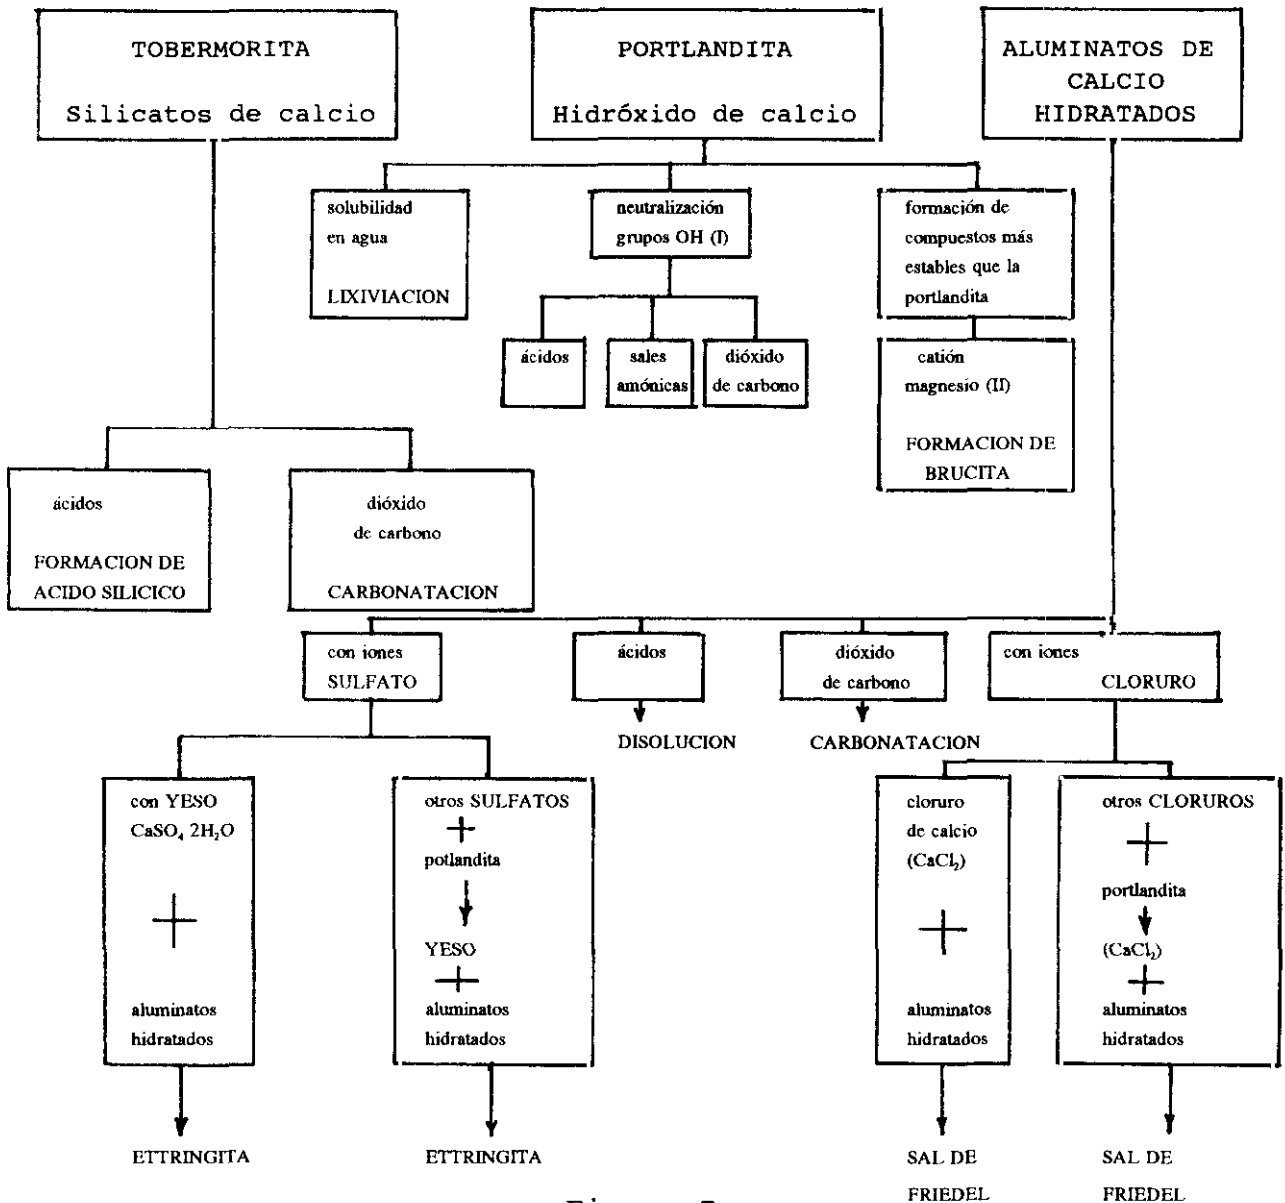 TOBERMORITA
Silicatos de calcio
PORTLANDITA
Hidróxido de calcio
ALUMINATOS DE
CALCIO
HIDRATADOS
solubilidad
en agua
LIXIVIACION
neutralización
grupos OH (I)
formación de
compuestos más
estables que la
portlandita
ácidos
sales
amónicas
dióxido
de carbono
catión
magnesio (II)
FORMACION DE
BRUCITA
ácidos
FORMACION DE
ACIDO SILICICO
dióxido
de carbono
CARBONATACION
con iones
SULFATO
ácidos
DISOLUCION
dióxido
de carbono
CARBONATACION
con iones
CLORURO
con YESO
CaSO₄ 2H₂O
+
aluminatos
hidratados
ETTRINGITA
otros SULFATOS
+
potlandita
YESO
+
aluminatos
hidratados
ETTRINGITA
cloruro
de calcio
(CaCl₂)
+
aluminatos
hidratados
SAL DE
FRIEDEL
otros CLORUROS
+
portlandita
(CaCl₂)
+
aluminatos
hidratados
SAL DE
FRIEDEL